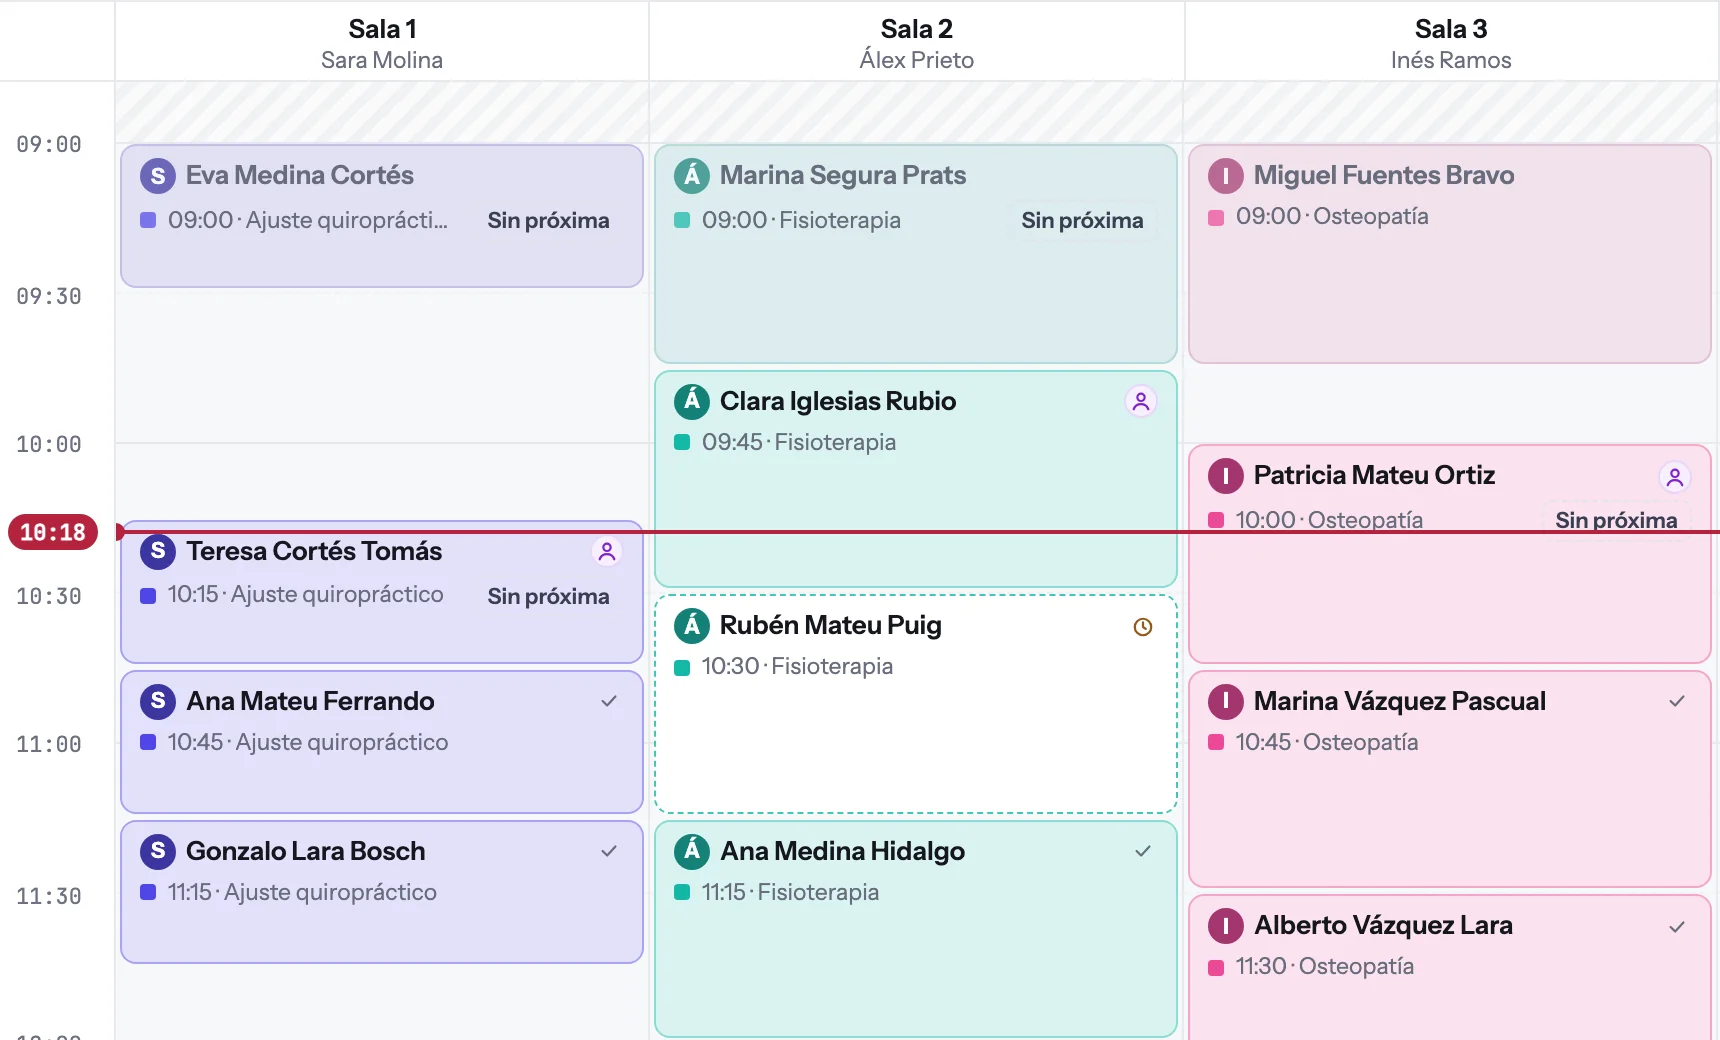 Sala 1
Sara Molina
Sala 2
Álex Prieto
Sala 3
Inés Ramos
09:00
09:30
10:00
10:18
10:30
11:00
11:30
S Eva Medina Cortés
09:00 · Ajuste quiroprácti... Sin próxima
S Teresa Cortés Tomás
10:15 · Ajuste quiropráctico Sin próxima
S Ana Mateu Ferrando
10:45 · Ajuste quiropráctico
S Gonzalo Lara Bosch
11:15 · Ajuste quiropráctico
Á Marina Segura Prats
09:00 · Fisioterapia Sin próxima
Á Clara Iglesias Rubio
09:45 · Fisioterapia
Á Rubén Mateu Puig
10:30 · Fisioterapia
Á Ana Medina Hidalgo
11:15 · Fisioterapia
I Miguel Fuentes Bravo
09:00 · Osteopatía
I Patricia Mateu Ortiz
10:00 · Osteopatía Sin próxima
I Marina Vázquez Pascual
10:45 · Osteopatía
I Alberto Vázquez Lara
11:30 · Osteopatía